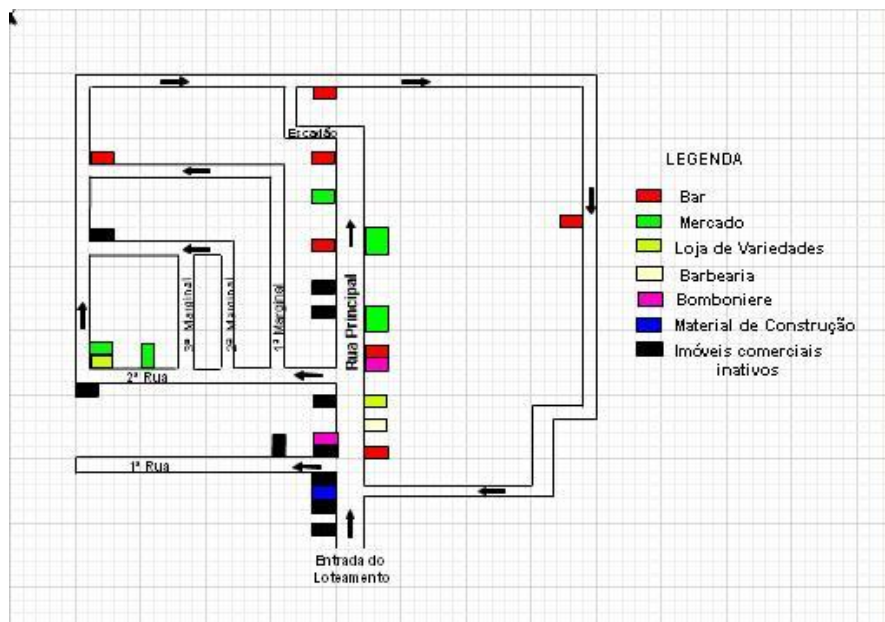 Escadão
LEGENDA
Bar
Mercado
Loja de Variedades
Barbearia
Bomboniere
Material de Construção
Imóveis comerciais
inativos
Rua Principal
1ª Marginal
2ª Marginal
3ª Marginal
2ª Rua
1ª Rua
Entrada do
Loteamento